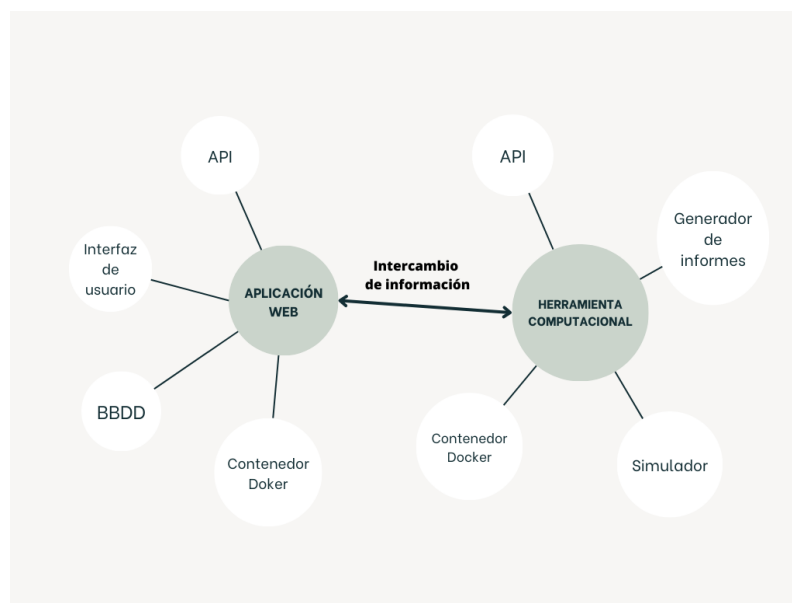 API
Interfaz
de
usuario
APLICACIÓN
WEB
BBDD
Contenedor
Doker
Intercambio
de información
API
Generador
de
informes
HERRAMIENTA
COMPUTACIONAL
Contenedor
Docker
Simulador